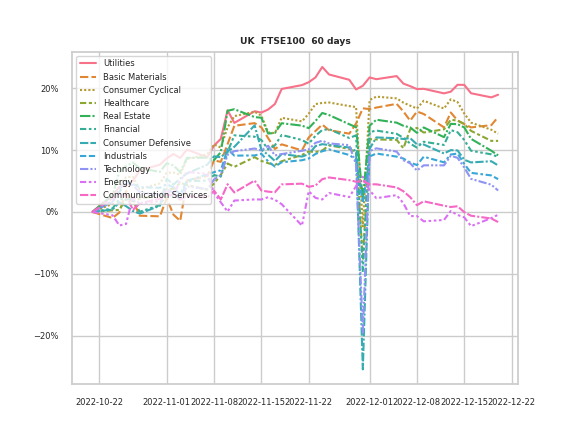 UK FTSE100 60 days
Utilities
Basic Materials
Consumer Cyclical
Healthcare
Real Estate
Financial
Consumer Defensive
Industrials
Technology
Energy
Communication Services
20%
10%
0%
−10%
−20%
2022-10-22 2022-11-01 2022-11-08 2022-11-15 2022-11-22 2022-12-01 2022-12-08 2022-12-15 2022-12-22